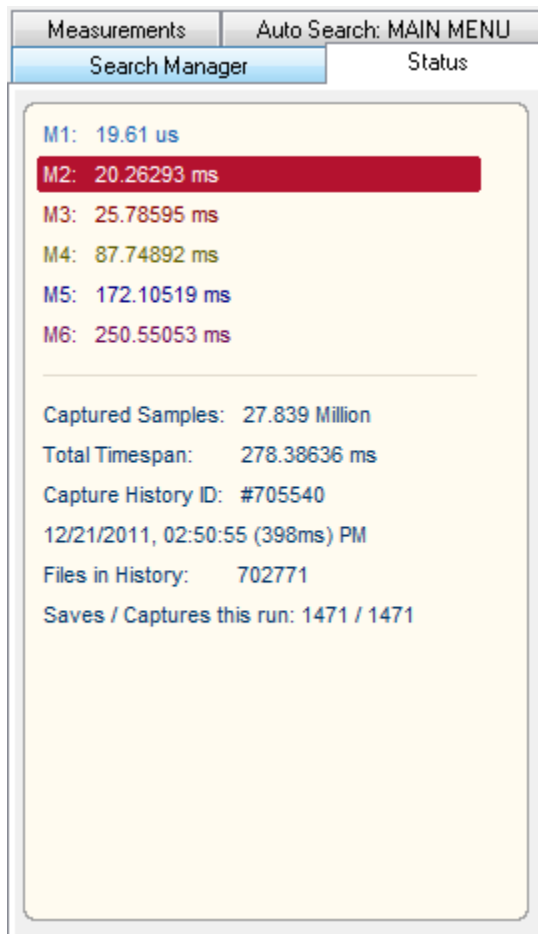 Measurements
Auto Search: MAIN MENU
Search Manager
Status
M1: 19.61 us
M2: 20.26293 ms
M3: 25.78595 ms
M4: 87.74892 ms
M5: 172.10519 ms
M6: 250.55053 ms
Captured Samples: 27.839 Million
Total Timespan: 278.38636 ms
Capture History ID: #705540
12/21/2011, 02:50:55 (398ms) PM
Files in History: 702771
Saves / Captures this run: 1471 / 1471